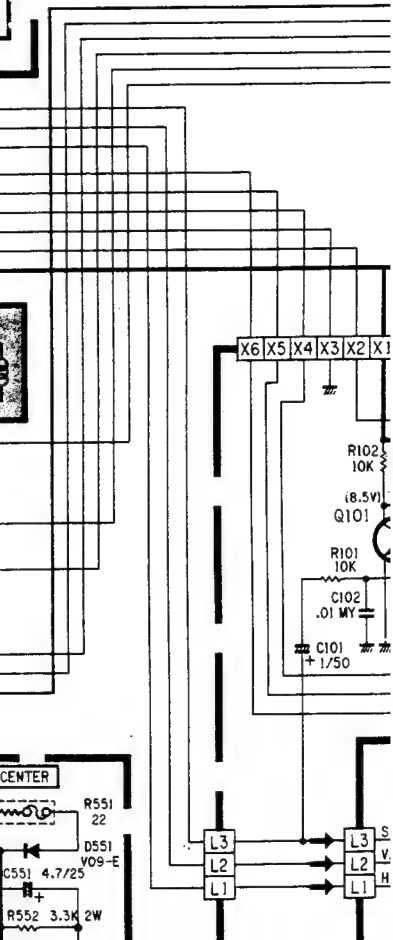 X6 X5 X4 X3 X2 X1
R102
10K
(8.5V)
Q101
R101
10K
C102
.01 MY
C101
+ 1/50
CENTER
R551
22
D551
V09-E
C551 4.7/25
+
R552 3.3K 2W
L3 L3 S
L2 L2 V
L1 L1 H